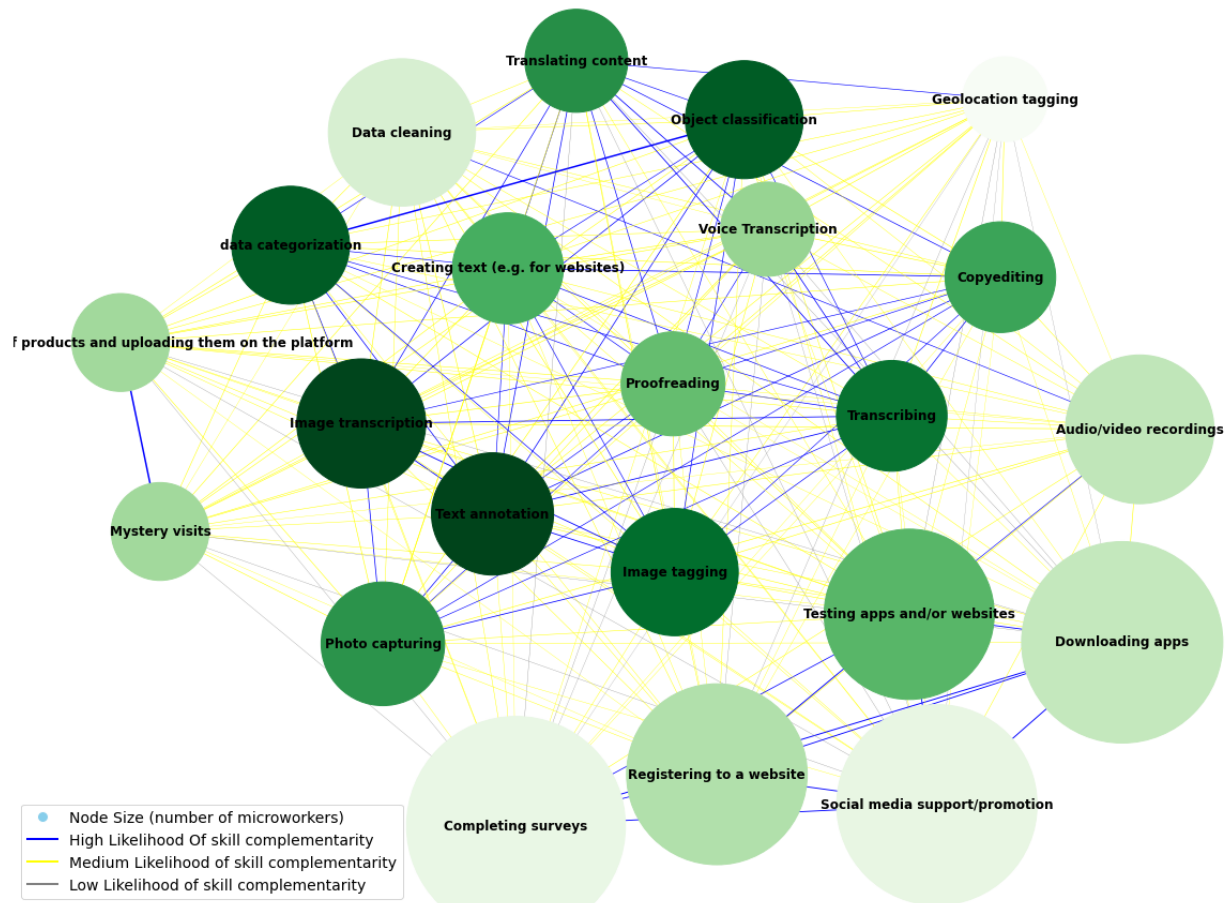 Translating content
Geolocation tagging
Object classification
Data cleaning
Voice Transcription
data categorization
Creating text (e.g. for websites)
Copyediting
f products and uploading them on the platform
Proofreading
Transcribing
Image transcription
Audio/video recordings
Text annotation
Mystery visits
Image tagging
Testing apps and/or websites
Photo capturing
Downloading apps
Registering to a website
Social media support/promotion
Completing surveys
Node Size (number of microworkers)
High Likelihood Of skill complementarity
Medium Likelihood of skill complementarity
Low Likelihood of skill complementarity